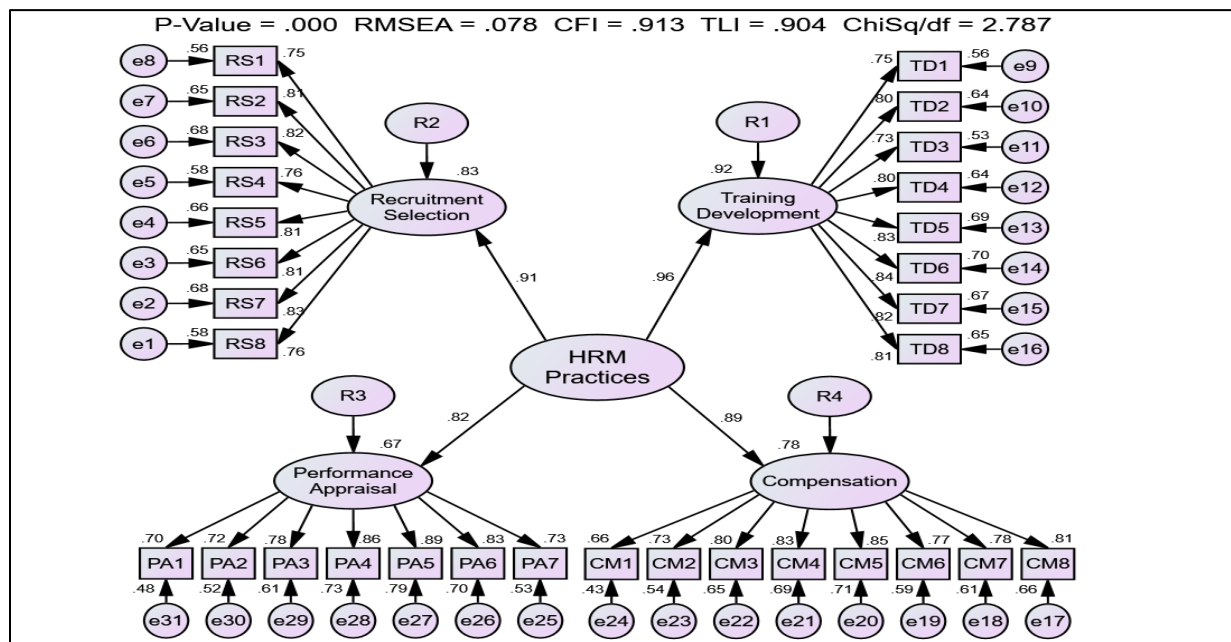 P-Value = .000 RMSEA = .078 CFI = .913 TLI = .904 ChiSq/df = 2.787
e8 .56 RS1 .75
e7 .65 RS2 .81
e6 .68 RS3 .82
e5 .58 RS4 .76
e4 .66 RS5 .81
e3 .65 RS6 .81
e2 .68 RS7 .83
e1 .58 RS8 .76
R2
.83
Recruitment
Selection
.91
R1
.92
Training
Development
.96
.75 TD1 .56 e9
.80 TD2 .64 e10
.73 TD3 .53 e11
.80 TD4 .64 e12
.83 TD5 .69 e13
.84 TD6 .70 e14
.82 TD7 .67 e15
.81 TD8 .65 e16
HRM
Practices
R3
.82
.67
Performance
Appraisal
R4
.89
.78
Compensation
.70 .72 .78 .86 .89 .83 .73
PA1 PA2 PA3 PA4 PA5 PA6 PA7
.48 .52 .61 .73 .79 .70 .53
e31 e30 e29 e28 e27 e26 e25
.66 .73 .80 .83 .85 .77 .78 .81
CM1 CM2 CM3 CM4 CM5 CM6 CM7 CM8
.43 .54 .65 .69 .71 .59 .61 .66
e24 e23 e22 e21 e20 e19 e18 e17